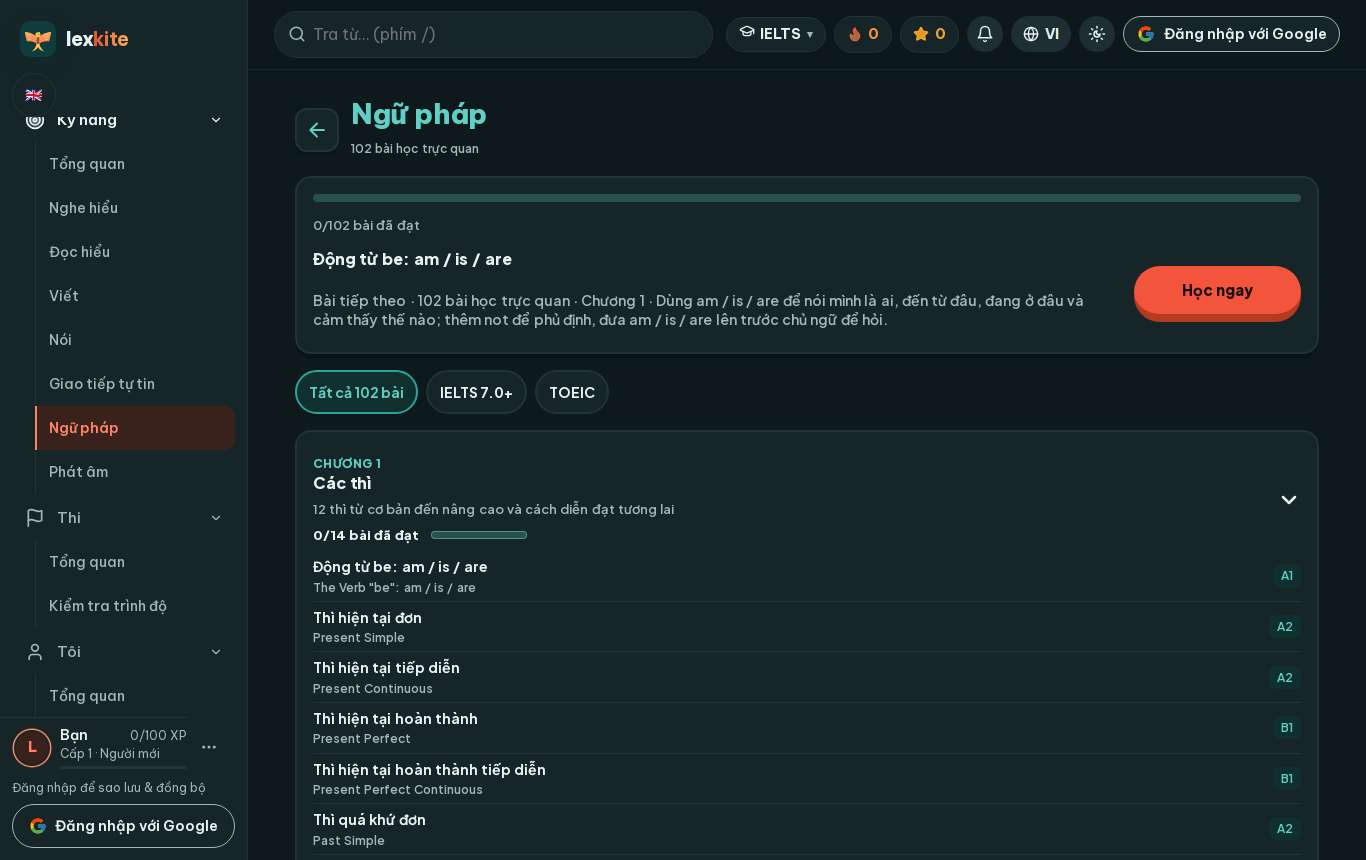 lexkite
Tra từ... (phím /)
IELTS ▾
0
0
VI
Đăng nhập với Google
Kỹ năng
Tổng quan
Nghe hiểu
Đọc hiểu
Viết
Nói
Giao tiếp tự tin
Ngữ pháp
Phát âm
Thi
Tổng quan
Kiểm tra trình độ
Tôi
Tổng quan
L
Bạn
0/100 XP
Cấp 1 · Người mới
Đăng nhập để sao lưu & đồng bộ
Đăng nhập với Google
Ngữ pháp
102 bài học trực quan
0/102 bài đã đạt
Động từ be: am / is / are
Bài tiếp theo · 102 bài học trực quan · Chương 1 · Dùng am / is / are để nói mình là ai, đến từ đâu, đang ở đâu và
cảm thấy thế nào; thêm not để phủ định, đưa am / is / are lên trước chủ ngữ để hỏi.
Học ngay
Tất cả 102 bài
IELTS 7.0+
TOEIC
CHƯƠNG 1
Các thì
12 thì từ cơ bản đến nâng cao và cách diễn đạt tương lai
0/14 bài đã đạt
Động từ be: am / is / are
The Verb "be": am / is / are
A1
Thì hiện tại đơn
Present Simple
A2
Thì hiện tại tiếp diễn
Present Continuous
A2
Thì hiện tại hoàn thành
Present Perfect
B1
Thì hiện tại hoàn thành tiếp diễn
Present Perfect Continuous
B1
Thì quá khứ đơn
Past Simple
A2